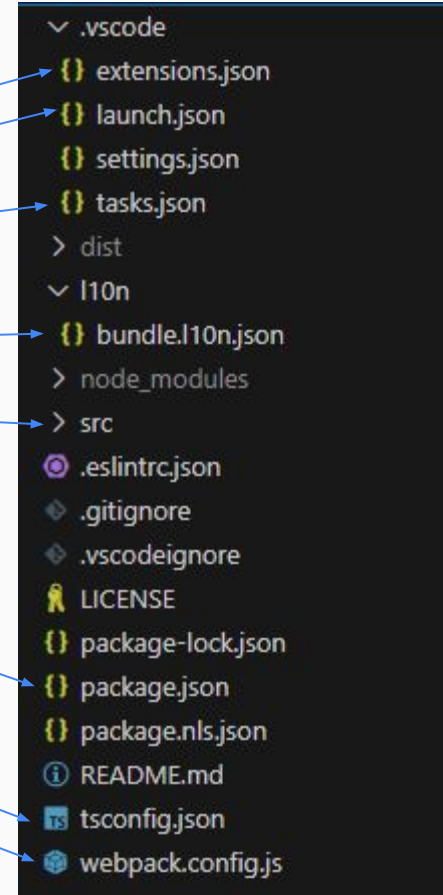 .vscode
extensions.json
launch.json
settings.json
tasks.json
dist
l10n
bundle.l10n.json
node_modules
src
.eslintrc.json
.gitignore
.vscodeignore
LICENSE
package-lock.json
package.json
package.nls.json
README.md
TS tsconfig.json
webpack.config.js